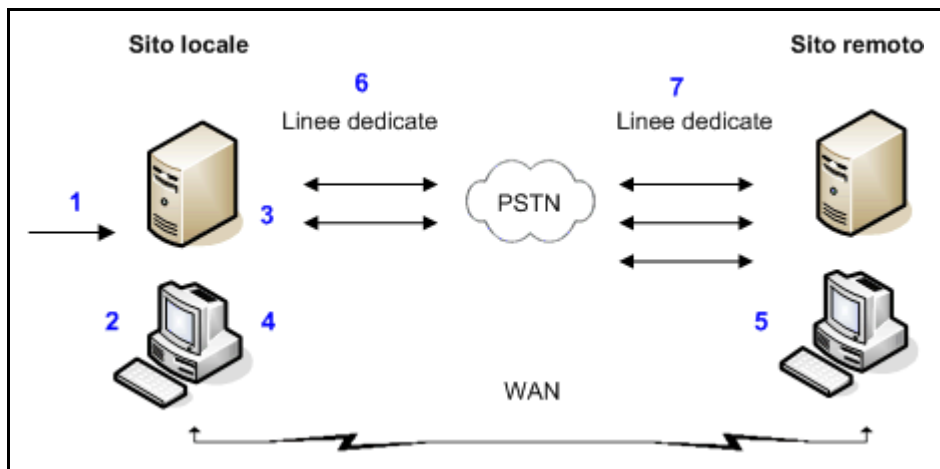 Sito locale
Sito remoto
6
7
Linee dedicate
Linee dedicate
1
3
PSTN
2
4
5
WAN